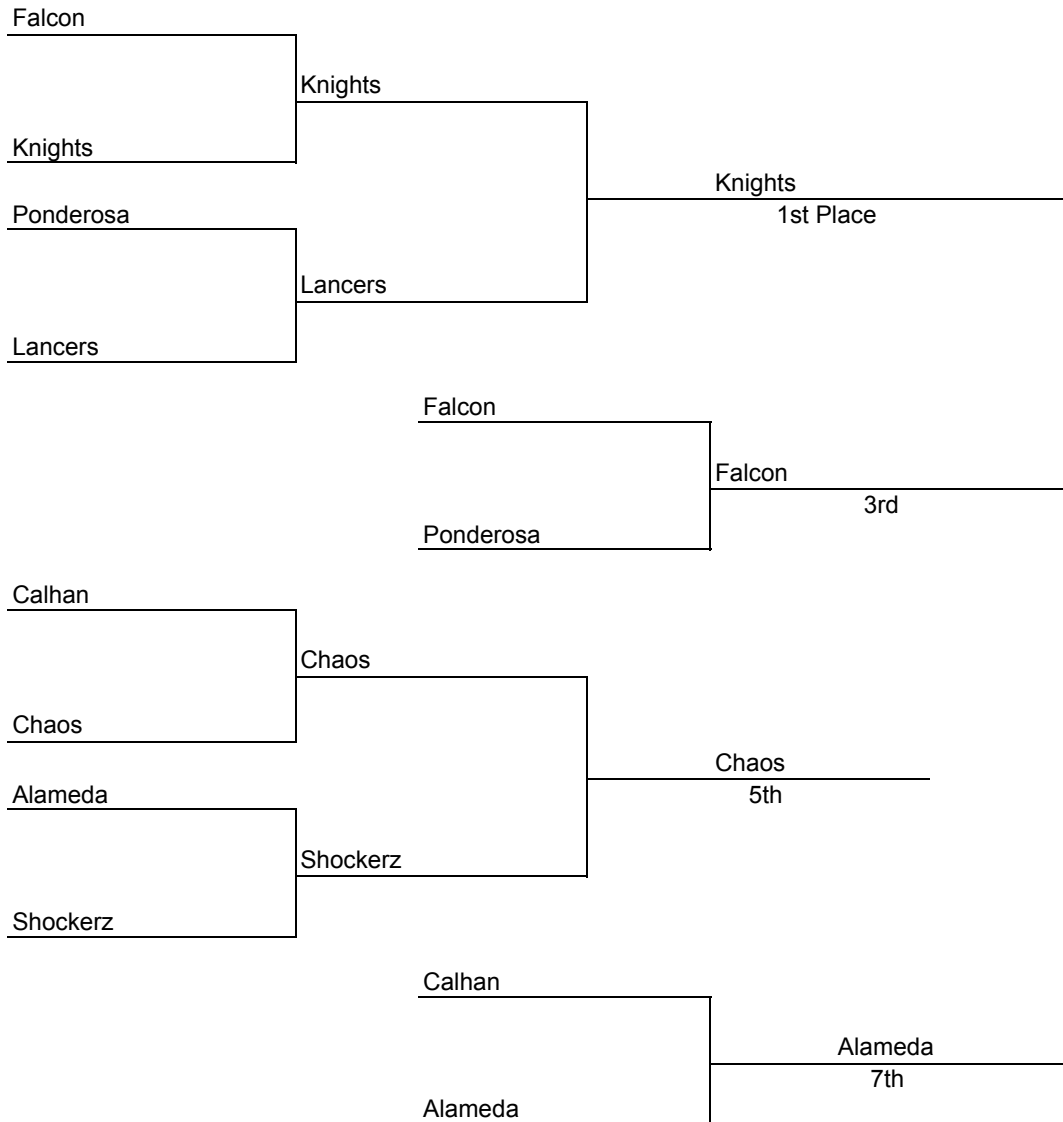 Falcon
Knights
Knights
Knights
1st Place
Ponderosa
Lancers
Lancers
Falcon
Falcon
3rd
Ponderosa
Calhan
Chaos
Chaos
Chaos
5th
Alameda
Shockerz
Shockerz
Calhan
Alameda
7th
Alameda